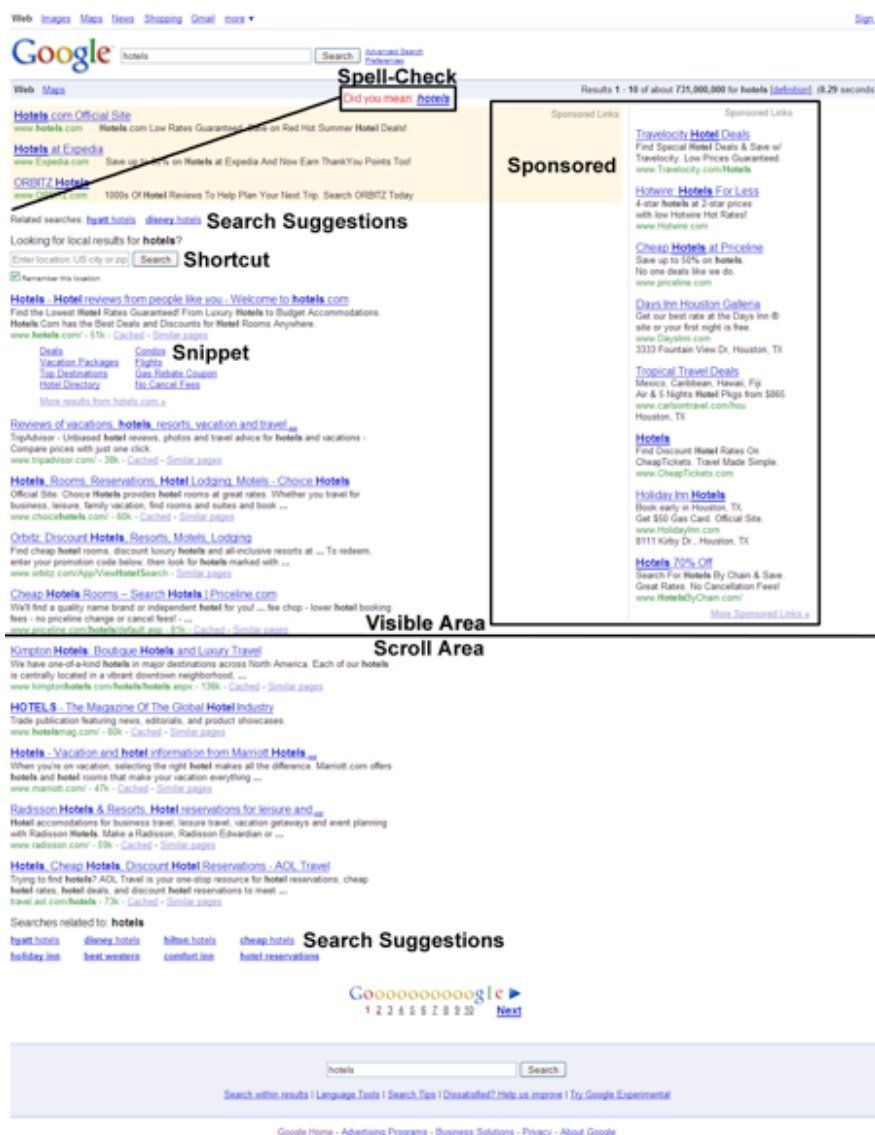 Web Images Maps News Shopping Gmail more ▼ Sign
Google hotels Search Advanced Search
Preferences
Spell-Check
Web Maps Results 1 - 10 of about 731,000,000 for hotels [definition]. (0.29 seconds)
Did you mean: hotels
Hotels.com Official Site
www.hotels.com Hotels.com Low Rates Guaranteed! Save on Red Hot Summer Hotel Deals!
Hotels at Expedia
www.Expedia.com Save up to on Hotels at Expedia And Now Earn ThankYou Points Too!
ORBITZ Hotels
www.ORBITZ.com 1000s Of Hotel Reviews To Help Plan Your Next Trip. Search ORBITZ Today
Sponsored Links
Sponsored
Related searches: hyatt hotels disney hotels Search Suggestions
Looking for local results for hotels?
Enter location: US city or zip Search Shortcut
Remember this location
Hotels - Hotel reviews from people like you - Welcome to hotels.com
Find the Lowest Hotel Rates Guaranteed! From Luxury Hotels to Budget Accommodations.
Hotels.Com has the Best Deals and Discounts for Hotel Rooms Anywhere.
www.hotels.com/ - 51k - Cached - Similar pages
Deals Condos Snippet
Vacation Packages Flights
Top Destinations Gas Rebate Coupon
Hotel Directory No Cancel Fees
More results from hotels.com »
Reviews of vacations, hotels, resorts, vacation and travel ...
TripAdvisor - Unbiased hotel reviews, photos and travel advice for hotels and vacations -
Compare prices with just one click.
www.tripadvisor.com/ - 38k - Cached - Similar pages
Hotels, Rooms, Reservations, Hotel Lodging, Motels - Choice Hotels
Official Site. Choice Hotels provides hotel rooms at great rates. Whether you travel for
business, leisure, family vacation, find rooms and suites and book ...
www.choicehotels.com/ - 60k - Cached - Similar pages
Orbitz: Discount Hotels, Resorts, Motels, Lodging
Find cheap hotel rooms, discount luxury hotels and all-inclusive resorts at ... To redeem,
enter your promotion code below, then look for hotels marked with ...
www.orbitz.com/App/ViewHotelSearch - Similar pages
Cheap Hotels Rooms – Search Hotels | Priceline.com
We'll find a quality name brand or independent hotel for you! ... fee chop - lower hotel booking
fees - no priceline change or cancel fees! - ...
www.priceline.com/hotels/default.asp - 81k - Cached - Similar pages
Sponsored Links
Travelocity Hotel Deals
Find Special Hotel Deals & Save w/
Travelocity. Low Prices Guaranteed.
www.Travelocity.com/Hotels
Hotwire: Hotels For Less
4-star hotels at 2-star prices
with low Hotwire Hot Rates!
www.Hotwire.com
Cheap Hotels at Priceline
Save up to 50% on hotels.
No one deals like we do.
www.priceline.com
Days Inn Houston Galleria
Get our best rate at the Days Inn ®
site or your first night is free.
www.DaysInn.com
3333 Fountain View Dr, Houston, TX
Tropical Travel Deals
Mexico, Caribbean, Hawaii, Fiji
Air & 5 Nights Hotel Pkgs from $865
www.carlsontravel.com/hou
Houston, TX
Hotels
Find Discount Hotel Rates On
CheapTickets. Travel Made Simple.
www.CheapTickets.com
Holiday Inn Hotels
Book early in Houston, TX.
Get $50 Gas Card. Official Site.
www.HolidayInn.com
8111 Kirby Dr., Houston, TX
Hotels 70% Off
Search For Hotels By Chain & Save.
Great Rates. No Cancellation Fees!
www.HotelsByChain.com/
More Sponsored Links »
Visible Area
Scroll Area
Kimpton Hotels: Boutique Hotels and Luxury Travel
We have one-of-a-kind hotels in major destinations across North America. Each of our hotels
is centrally located in a vibrant downtown neighborhood, ...
www.kimptonhotels.com/hotels/hotels.aspx - 136k - Cached - Similar pages
HOTELS - The Magazine Of The Global Hotel Industry
Trade publication featuring news, editorials, and product showcases.
www.hotelsmag.com/ - 60k - Cached - Similar pages
Hotels - Vacation and hotel information from Marriott Hotels ...
When you're on vacation, selecting the right hotel makes all the difference. Marriott.com offers
hotels and hotel rooms that make your vacation everything ...
www.marriott.com/ - 47k - Cached - Similar pages
Radisson Hotels & Resorts, Hotel reservations for leisure and ...
Hotel accomodations for business travel, leisure travel, vacation getaways and event planning
with Radisson Hotels. Make a Radisson, Radisson Edwardian or ...
www.radisson.com/ - 59k - Cached - Similar pages
Hotels, Cheap Hotels, Discount Hotel Reservations - AOL Travel
Trying to find hotels? AOL Travel is your one-stop resource for hotel reservations, cheap
hotel rates, hotel deals, and discount hotel reservations to meet ...
travel.aol.com/hotels - 73k - Cached - Similar pages
Searches related to: hotels
hyatt hotels disney hotels hilton hotels cheap hotels Search Suggestions
holiday inn best western comfort inn hotel reservations
Goooooooooogle ▶
1 2 3 4 5 6 7 8 9 10 Next
hotels Search
Search within results | Language Tools | Search Tips | Dissatisfied? Help us improve | Try Google Experimental
Google Home - Advertising Programs - Business Solutions - Privacy - About Google